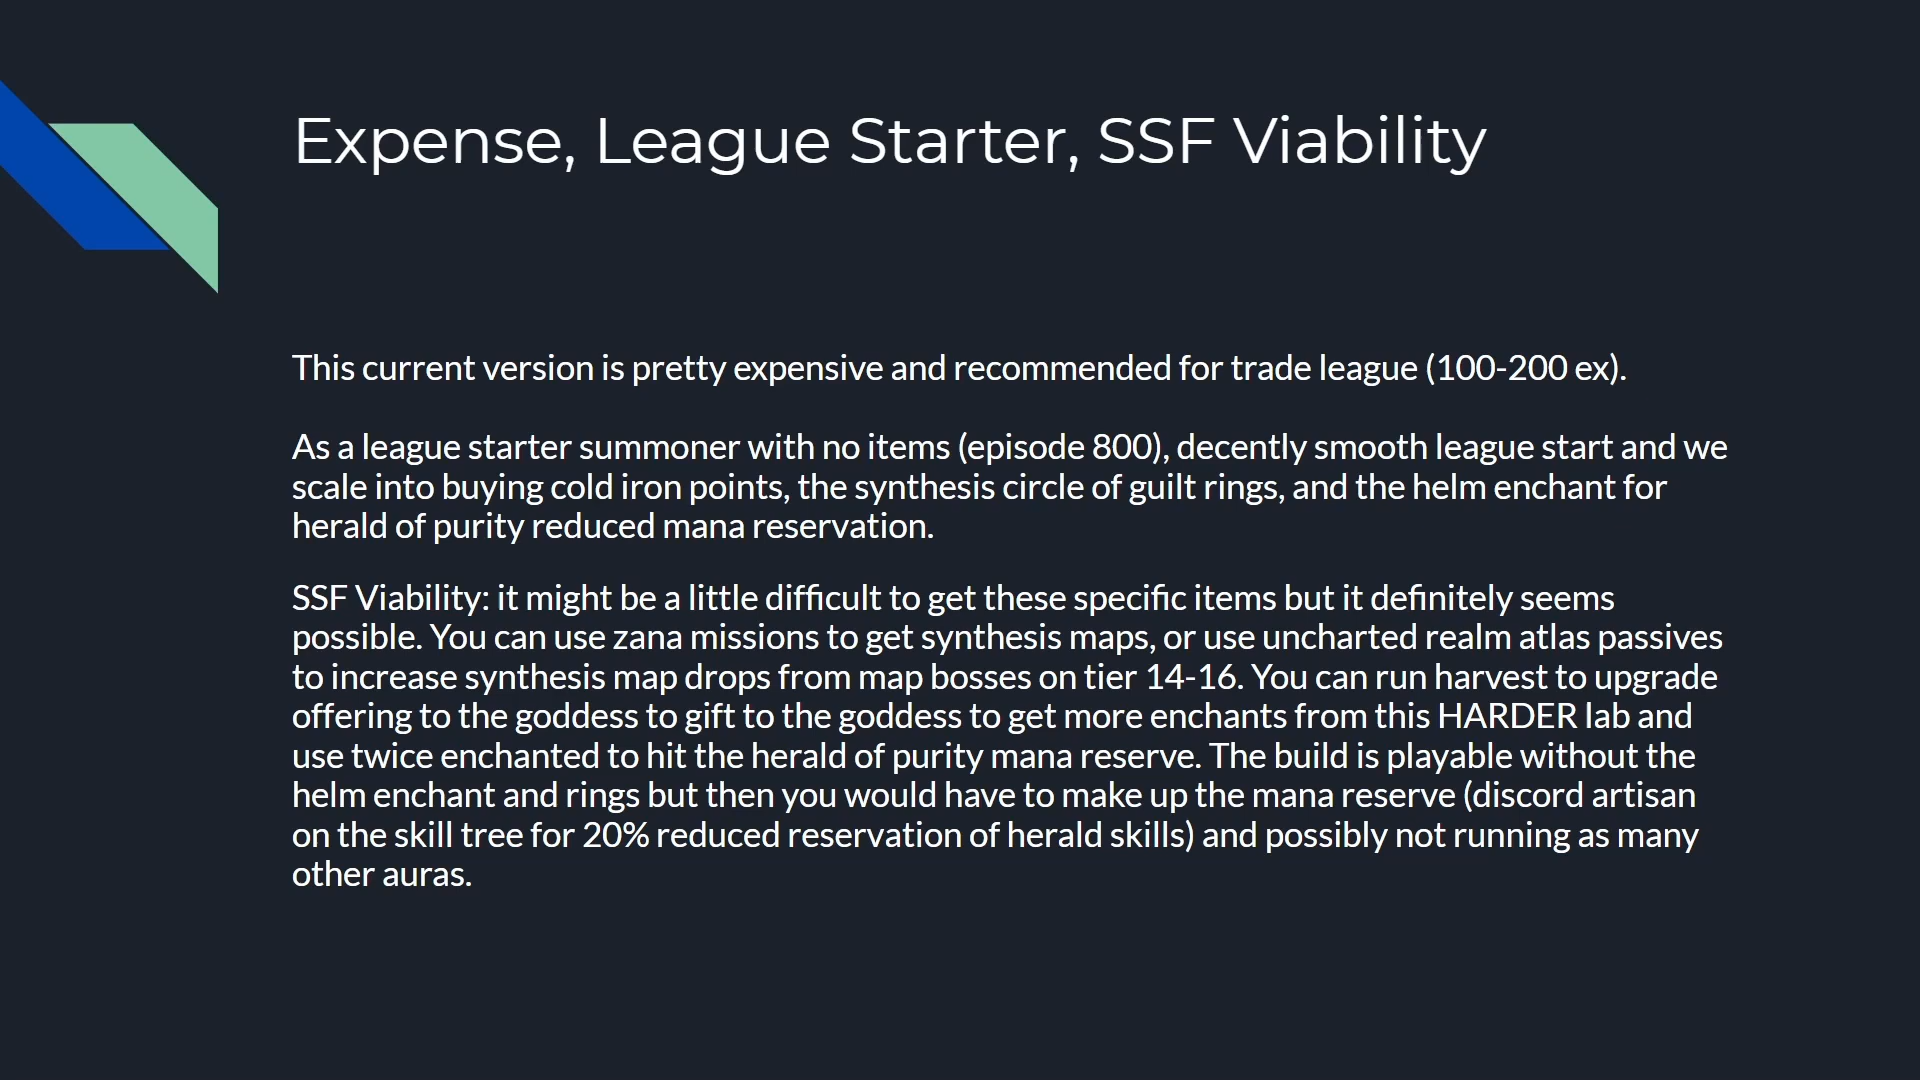 Expense, League Starter, SSF Viability
This current version is pretty expensive and recommended for trade league (100-200 ex).
As a league starter summoner with no items (episode 800), decently smooth league start and we
scale into buying cold iron points, the synthesis circle of guilt rings, and the helm enchant for
herald of purity reduced mana reservation.
SSF Viability: it might be a little difficult to get these specific items but it definitely seems
possible. You can use zana missions to get synthesis maps, or use uncharted realm atlas passives
to increase synthesis map drops from map bosses on tier 14-16. You can run harvest to upgrade
offering to the goddess to gift to the goddess to get more enchants from this HARDER lab and
use twice enchanted to hit the herald of purity mana reserve. The build is playable without the
helm enchant and rings but then you would have to make up the mana reserve (discord artisan
on the skill tree for 20% reduced reservation of herald skills) and possibly not running as many
other auras.